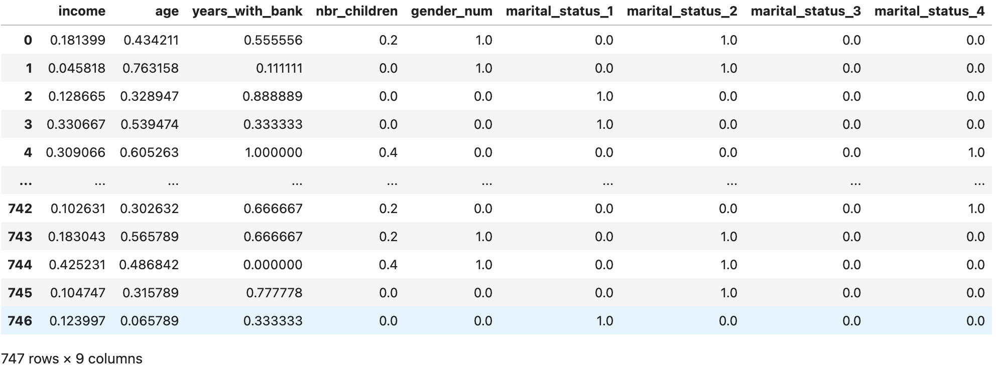 income age years_with_bank nbr_children gender_num marital_status_1 marital_status_2 marital_status_3 marital_status_4
0 0.181399 0.434211 0.555556 0.2 1.0 0.0 1.0 0.0 0.0
1 0.045818 0.763158 0.111111 0.0 1.0 0.0 1.0 0.0 0.0
2 0.128665 0.328947 0.888889 0.0 0.0 1.0 0.0 0.0 0.0
3 0.330667 0.539474 0.333333 0.0 0.0 1.0 0.0 0.0 0.0
4 0.309066 0.605263 1.000000 0.4 0.0 0.0 0.0 0.0 1.0
... ... ... ... ... ... ... ... ... ...
742 0.102631 0.302632 0.666667 0.2 0.0 0.0 0.0 0.0 1.0
743 0.183043 0.565789 0.666667 0.2 1.0 0.0 1.0 0.0 0.0
744 0.425231 0.486842 0.000000 0.4 1.0 0.0 1.0 0.0 0.0
745 0.104747 0.315789 0.777778 0.0 0.0 0.0 1.0 0.0 0.0
746 0.123997 0.065789 0.333333 0.0 0.0 1.0 0.0 0.0 0.0
747 rows × 9 columns